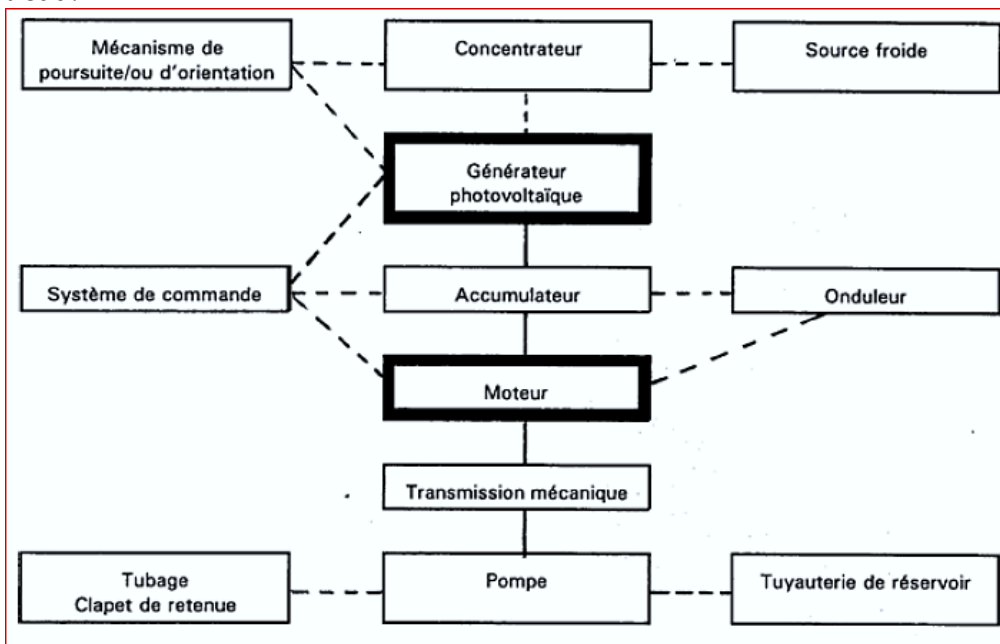 Mécanisme de
poursuite/ou d'orientation
Concentrateur
Source froide
Générateur
photovoltaïque
Système de commande
Accumulateur
Onduleur
Moteur
Transmission mécanique
Tubage
Clapet de retenue
Pompe
Tuyauterie de réservoir